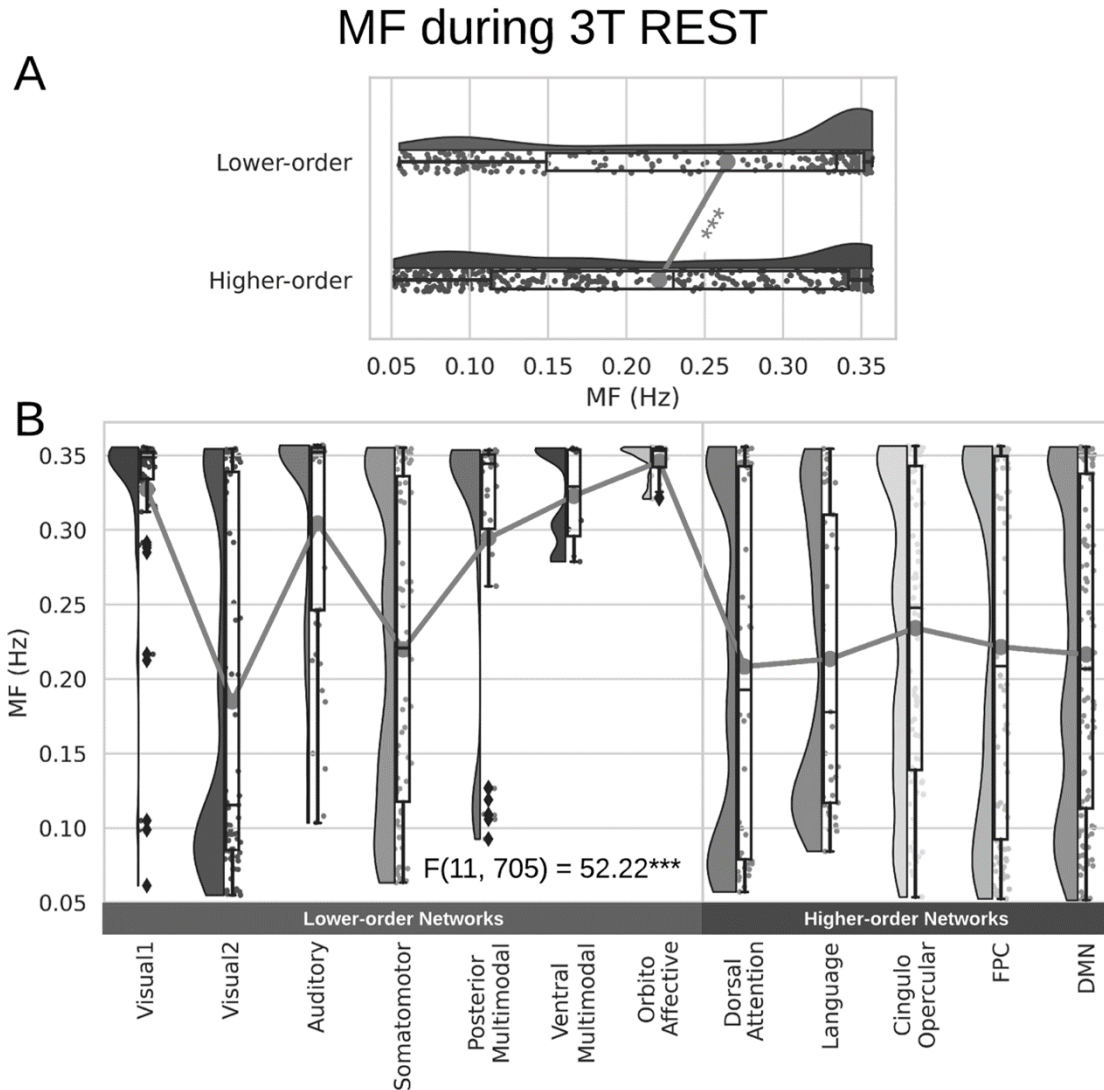 MF during 3T REST
A
Lower-order
***
Higher-order
0.05 0.10 0.15 0.20 0.25 0.30 0.35
MF (Hz)
B
0.35
0.30
0.25
0.20
0.15
0.10
0.05
MF (Hz)
F(11, 705) = 52.22***
Lower-order Networks
Higher-order Networks
Visual1
Visual2
Auditory
Somatomotor
Posterior
Multimodal
Ventral
Multimodal
Orbito
Affective
Dorsal
Attention
Language
Cingulo
Opercular
FPC
DMN